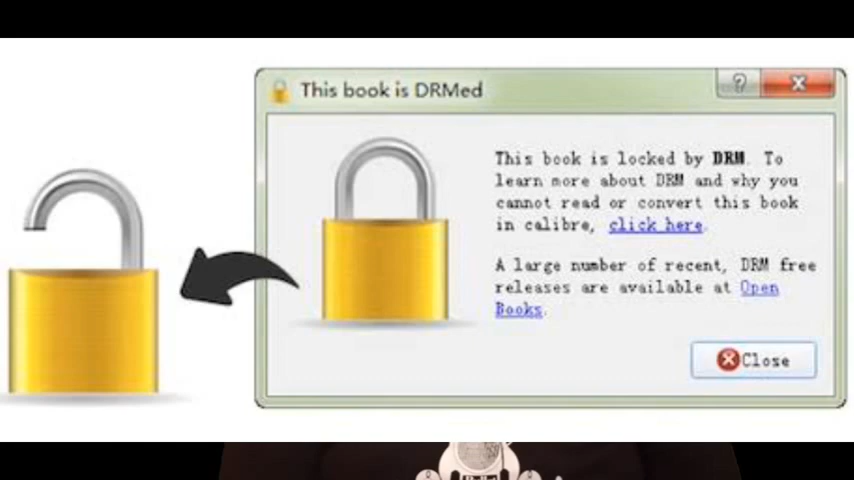 This book is DRMed
This book is locked by DRM. To
learn more about DRM and why you
cannot read or convert this book
in calibre, click here.
A large number of recent, DRM free
releases are available at Open
Books.
Close